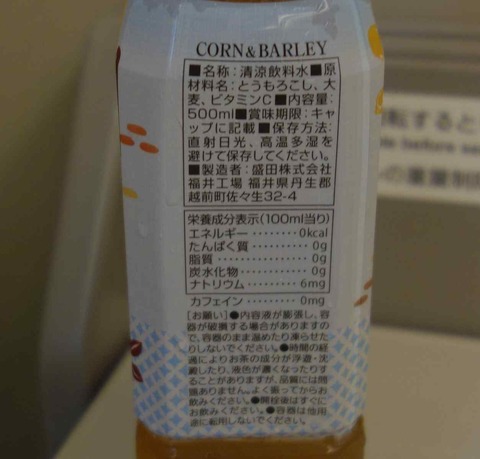 CORN&BARLEY
■名称:清涼飲料水■原
材料名:とうもろこし、大
麦、ビタミンC■内容量:
500ml■賞味期限:キャ
ップに記載■保存方法:
直射日光、高温多湿を
避けて保存してください。
■製造者:盛田株式会社
福井工場 福井県丹生郡
越前町佐々生32-4
栄養成分表示(100ml当り)
エネルギー………0kcal
たんぱく質…………0g
脂質…………0g
炭水化物…………0g
ナトリウム………6mg
カフェイン………0mg
[お願い]●内容液が膨張し、容
器が破損する場合がありますの
で、容器のまま温めたり凍らせた
りしないでください。●時間の経
過によりお茶の成分が浮遊・沈
澱したり、液色が濃くなったりす
ることがありますが、品質には問
題ありません。よく振ってからお
飲みください。●開栓後はすぐに
お飲みください。●容器は他用
途に転用しないでください。
転すると
before
の重量制